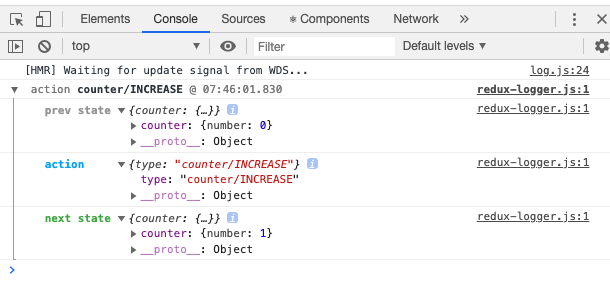 Elements Console Sources ⚛ Components Network »
top Filter Default levels ▼
[HMR] Waiting for update signal from WDS... log.js:24
▼ action counter/INCREASE @ 07:46:01.830 redux-logger.js:1
prev state ▼{counter: {…}} i redux-logger.js:1
▶ counter: {number: 0}
▶ __proto__: Object
action ▼{type: "counter/INCREASE"} i redux-logger.js:1
type: "counter/INCREASE"
▶ __proto__: Object
next state ▼{counter: {…}} i redux-logger.js:1
▶ counter: {number: 1}
▶ __proto__: Object
>